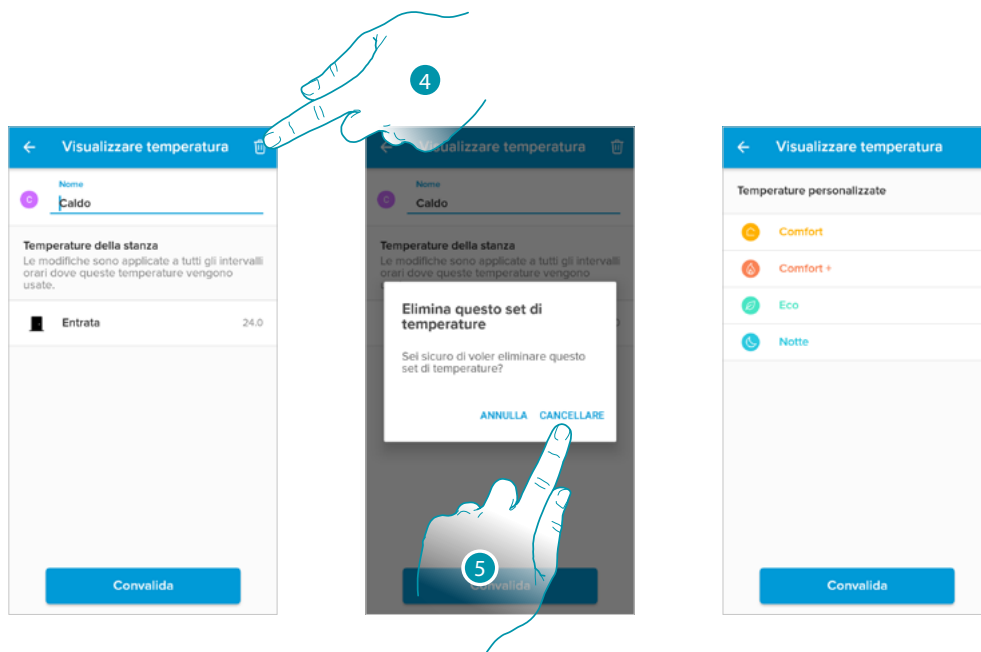 4
Visualizzare temperatura
Nome
C
Caldo
Temperature della stanza
Le modifiche sono applicate a tutti gli intervalli
orari dove queste temperature vengono
usate.
Entrata 24.0
Convalida
Visualizzare temperatura
Nome
C
Caldo
Temperature della stanza
Le modifiche sono applicate a tutti gli intervalli
orari dove queste temperature vengono
Elimina questo set di
temperature
Sei sicuro di voler eliminare questo
set di temperature?
ANNULLA CANCELLARE
5
Convalida
Visualizzare temperatura
Temperature personalizzate
C Comfort
Comfort +
Eco
Notte
Convalida